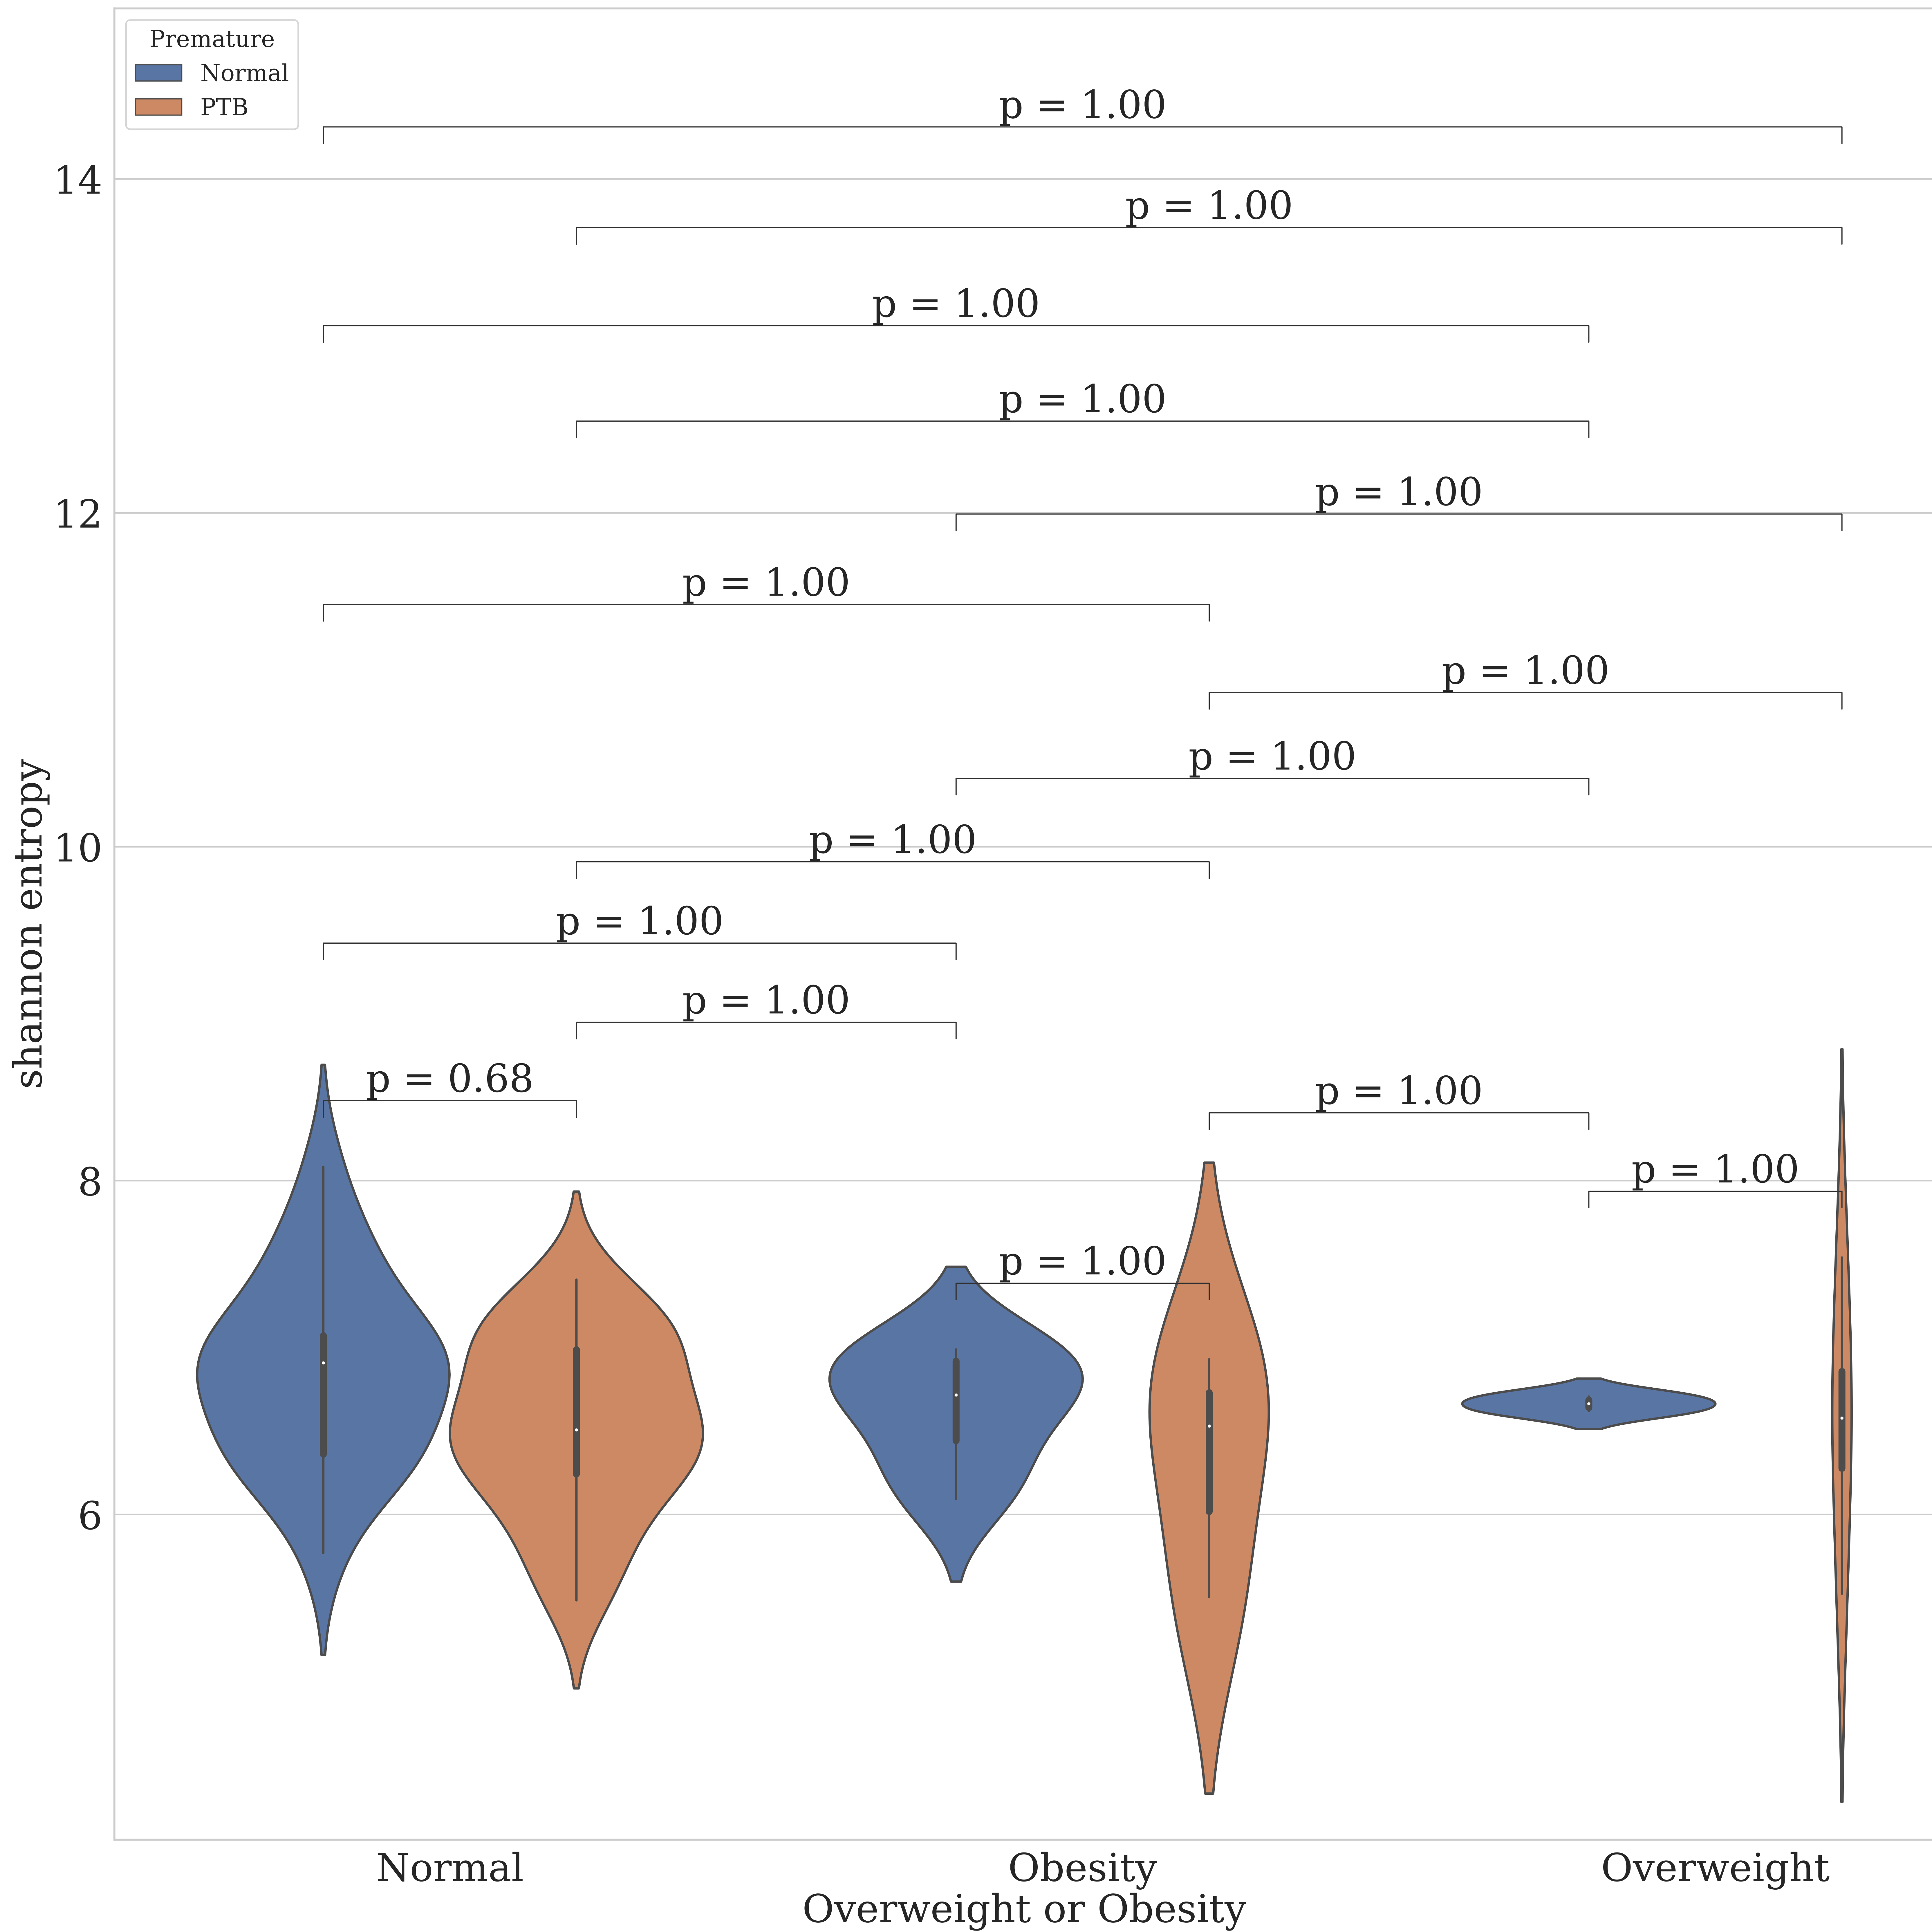 Premature
Normal
PTB
p = 1.00
14
p = 1.00
p = 1.00
p = 1.00
p = 1.00
12
p = 1.00
p = 1.00
p = 1.00
p = 1.00
10
p = 1.00
p = 1.00
p = 0.68
p = 1.00
p = 1.00
8
p = 1.00
6
shannon entropy
Normal Obesity Overweight
Overweight or Obesity